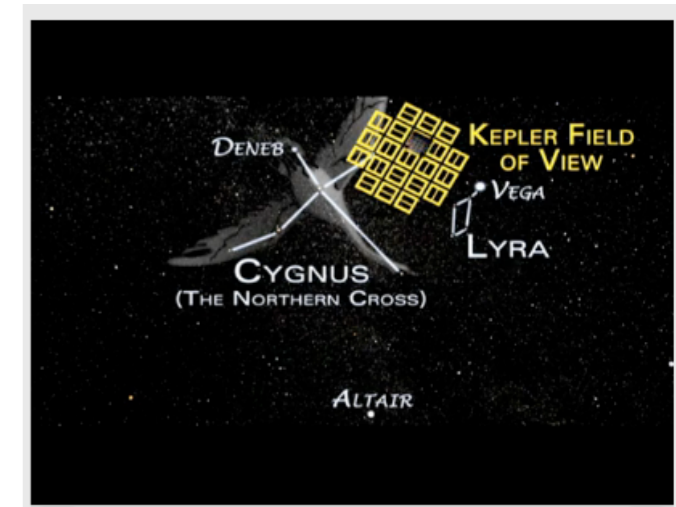 DENEB
KEPLER FIELD
OF VIEW
VEGA
LYRA
CYGNUS
(THE NORTHERN CROSS)
ALTAIR